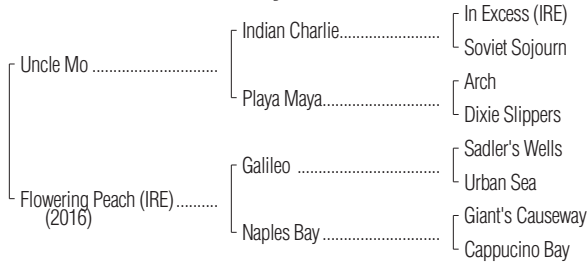 In Excess (IRE)
Indian Charlie..................
Soviet Sojourn
Uncle Mo ............................
Arch
Playa Maya.....................
Dixie Slippers
Sadler's Wells
Galileo ..........................
Urban Sea
Flowering Peach (IRE).........
(2016)
Giant's Causeway
Naples Bay .....................
Cappucino Bay